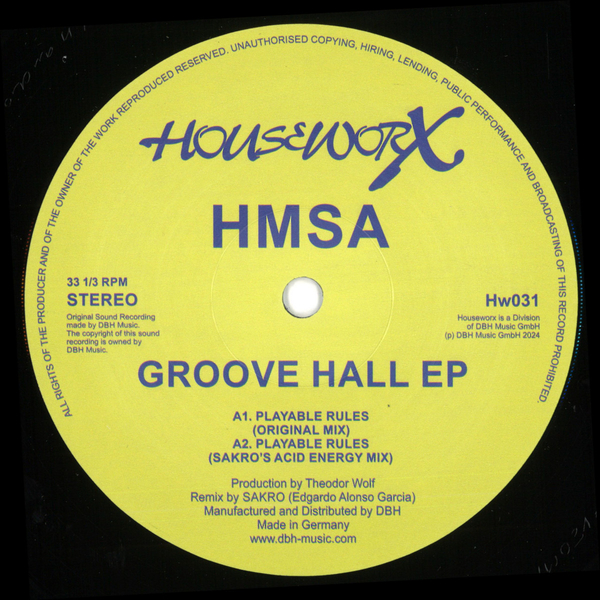 ALL RIGHTS OF THE PRODUCER AND OF THE OWNER OF THE WORK REPRODUCED RESERVED. UNAUTHORISED COPYING, HIRING, LENDING, PUBLIC PERFORMANCE AND BROADCASTING OF THIS RECORD PROHIBITED.
HOUSEWORX
HMSA
33 1/3 RPM
STEREO
Original Sound Recording
made by DBH Music.
The copyright of this sound
recording is owned by
DBH Music.
Hw031
Houseworx is a Division
of DBH Music GmbH
(p) DBH Music GmbH 2024
GROOVE HALL EP
A1. PLAYABLE RULES
(ORIGINAL MIX)
A2. PLAYABLE RULES
(SAKRO'S ACID ENERGY MIX)
Production by Theodor Wolf
Remix by SAKRO (Edgardo Alonso Garcia)
Manufactured and Distributed by DBH
Made in Germany
www.dbh-music.com